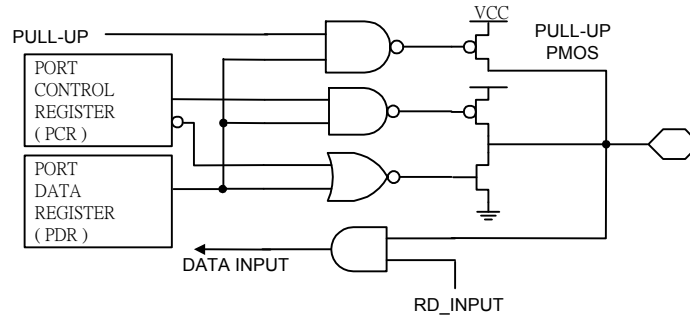 VCC
PULL-UP
PULL-UP
PMOS
PORT
CONTROL
REGISTER
( PCR )
PORT
DATA
REGISTER
( PDR )
DATA INPUT
RD_INPUT